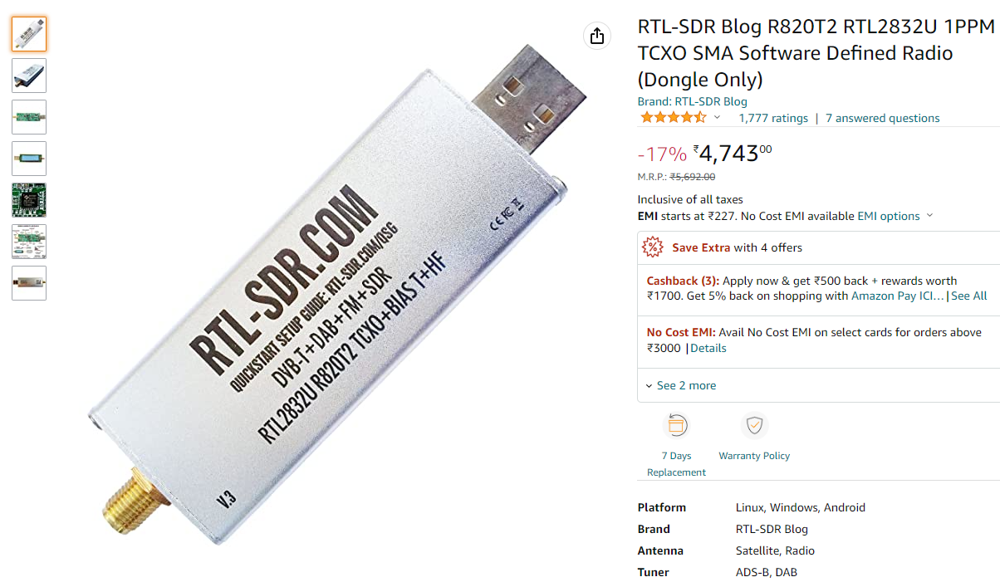 RTL-SDR Blog R820T2 RTL2832U 1PPM
TCXO SMA Software Defined Radio
(Dongle Only)
Brand: RTL-SDR Blog
1,777 ratings | 7 answered questions
-17% ₹4,74300
M.R.P.: ₹5,692.00
Inclusive of all taxes
EMI starts at ₹227. No Cost EMI available EMI options
Save Extra with 4 offers
Cashback (3): Apply now & get ₹500 back + rewards worth
₹1700. Get 5% back on shopping with Amazon Pay ICI... | See All
No Cost EMI: Avail No Cost EMI on select cards for orders above
₹3000 | Details
See 2 more
7 Days
Replacement
Warranty Policy
Platform Linux, Windows, Android
Brand RTL-SDR Blog
Antenna Satellite, Radio
Tuner ADS-B, DAB
RTL-SDR.COM
QUICKSTART SETUP GUIDE: RTL-SDR.COM/QSG
DVB-T+DAB+FM+SDR
RTL2832U R820T2 TCXO+BIAS T+HF
V.3
CE FC